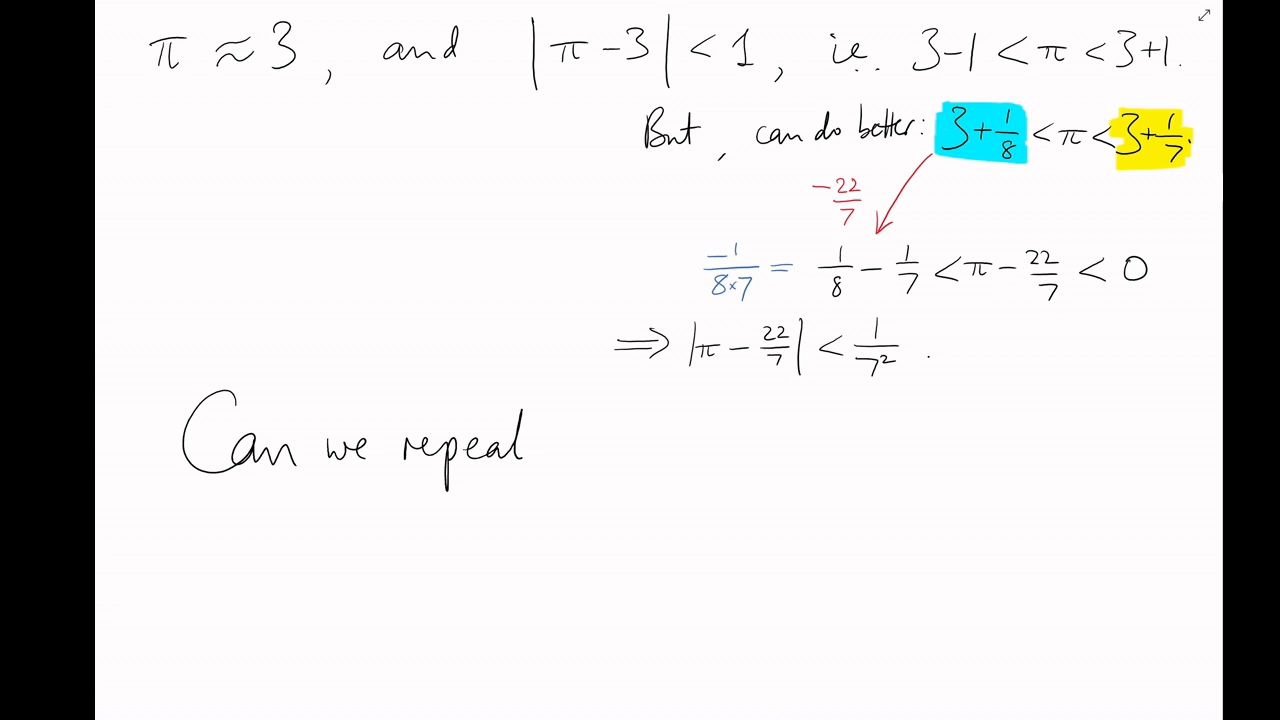 π ≈ 3, and |π − 3| < 1, i.e. 3−1 < π < 3+1.
But, can do better: 3 + 1/8 < π < 3 + 1/7.
−22/7
−1/(8×7) = 1/8 − 1/7 < π − 22/7 < 0
⟹ |π − 22/7| < 1/7².
Can we repeat